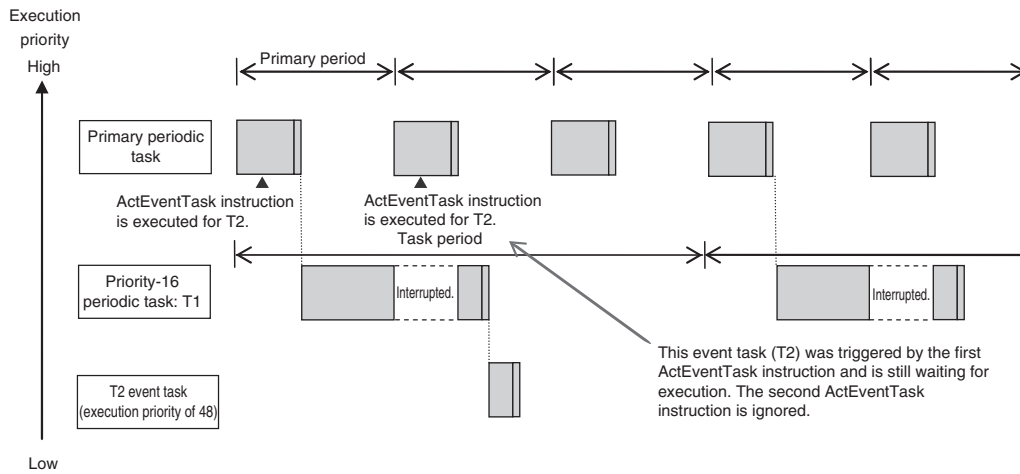 Execution
priority
High
Primary period
Primary periodic
task
ActEventTask instruction
is executed for T2.
ActEventTask instruction
is executed for T2.
Task period
Priority-16
periodic task: T1
Interrupted.
Interrupted.
This event task (T2) was triggered by the first
ActEventTask instruction and is still waiting for
execution. The second ActEventTask
instruction is ignored.
T2 event task
(execution priority of 48)
Low